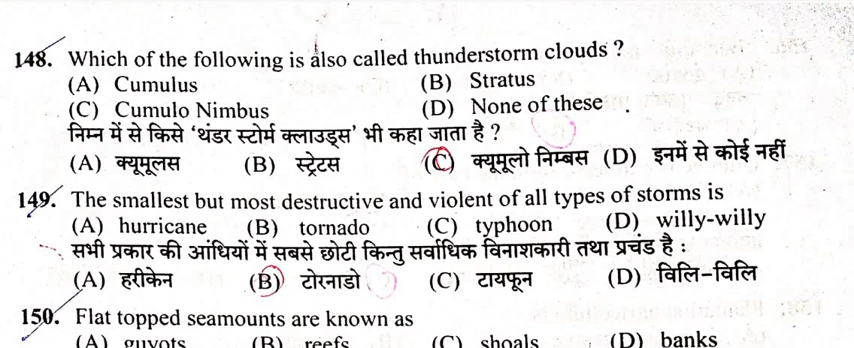 148. Which of the following is also called thunderstorm clouds ?
(A) Cumulus (B) Stratus
(C) Cumulo Nimbus (D) None of these
निम्न में से किसे ‘थंडर स्टोर्म क्लाउड्स’ भी कहा जाता है ?
(A) क्यूमूलस (B) स्ट्रेटस (C) क्यूमूलो निम्बस (D) इनमें से कोई नहीं
149. The smallest but most destructive and violent of all types of storms is
(A) hurricane (B) tornado (C) typhoon (D) willy-willy
सभी प्रकार की आंधियों में सबसे छोटी किन्तु सर्वाधिक विनाशकारी तथा प्रचंड है :
(A) हरीकेन (B) टोरनाडो (C) टायफून (D) विलि-विलि
150. Flat topped seamounts are known as
(A) guyots (B) reefs (C) shoals (D) banks